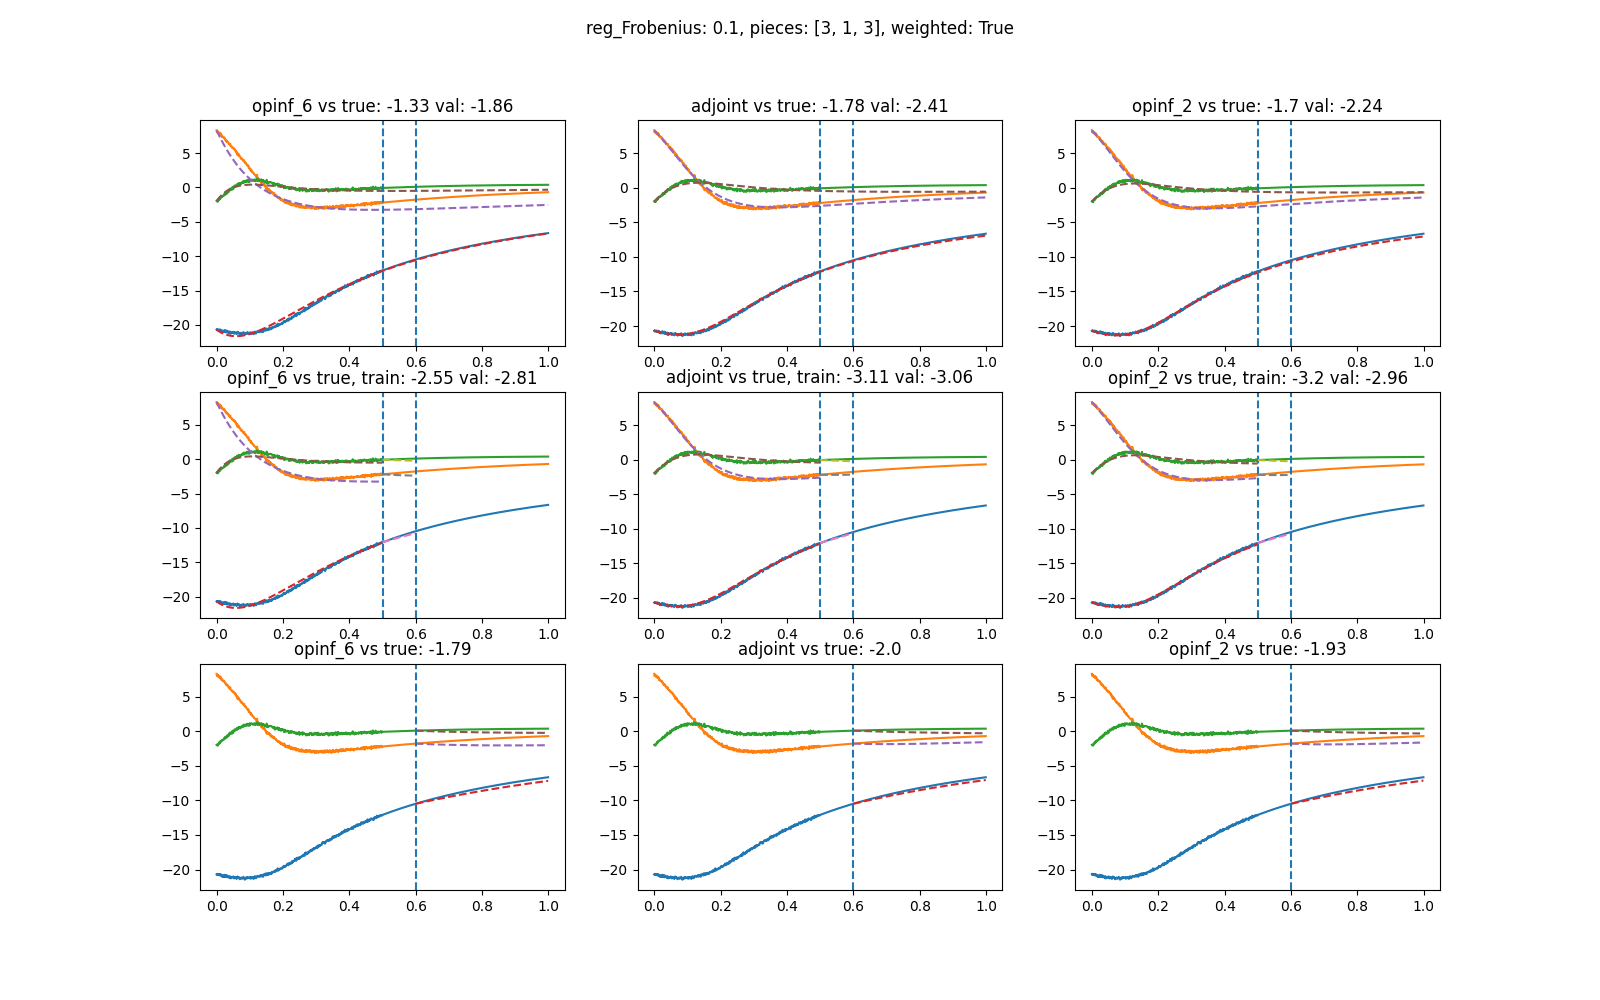 reg_Frobenius: 0.1, pieces: [3, 1, 3], weighted: True
opinf_6 vs true: -1.33 val: -1.86
adjoint vs true: -1.78 val: -2.41
opinf_2 vs true: -1.7 val: -2.24
5
0
−5
−10
−15
−20
0.0 0.2 0.4 0.6 0.8 1.0
5
0
−5
−10
−15
−20
0.0 0.2 0.4 0.6 0.8 1.0
5
0
−5
−10
−15
−20
0.0 0.2 0.4 0.6 0.8 1.0
opinf_6 vs true, train: -2.55 val: -2.81
adjoint vs true, train: -3.11 val: -3.06
opinf_2 vs true, train: -3.2 val: -2.96
5
0
−5
−10
−15
−20
0.0 0.2 0.4 0.6 0.8 1.0
5
0
−5
−10
−15
−20
0.0 0.2 0.4 0.6 0.8 1.0
5
0
−5
−10
−15
−20
0.0 0.2 0.4 0.6 0.8 1.0
opinf_6 vs true: -1.79
adjoint vs true: -2.0
opinf_2 vs true: -1.93
5
0
−5
−10
−15
−20
0.0 0.2 0.4 0.6 0.8 1.0
5
0
−5
−10
−15
−20
0.0 0.2 0.4 0.6 0.8 1.0
5
0
−5
−10
−15
−20
0.0 0.2 0.4 0.6 0.8 1.0